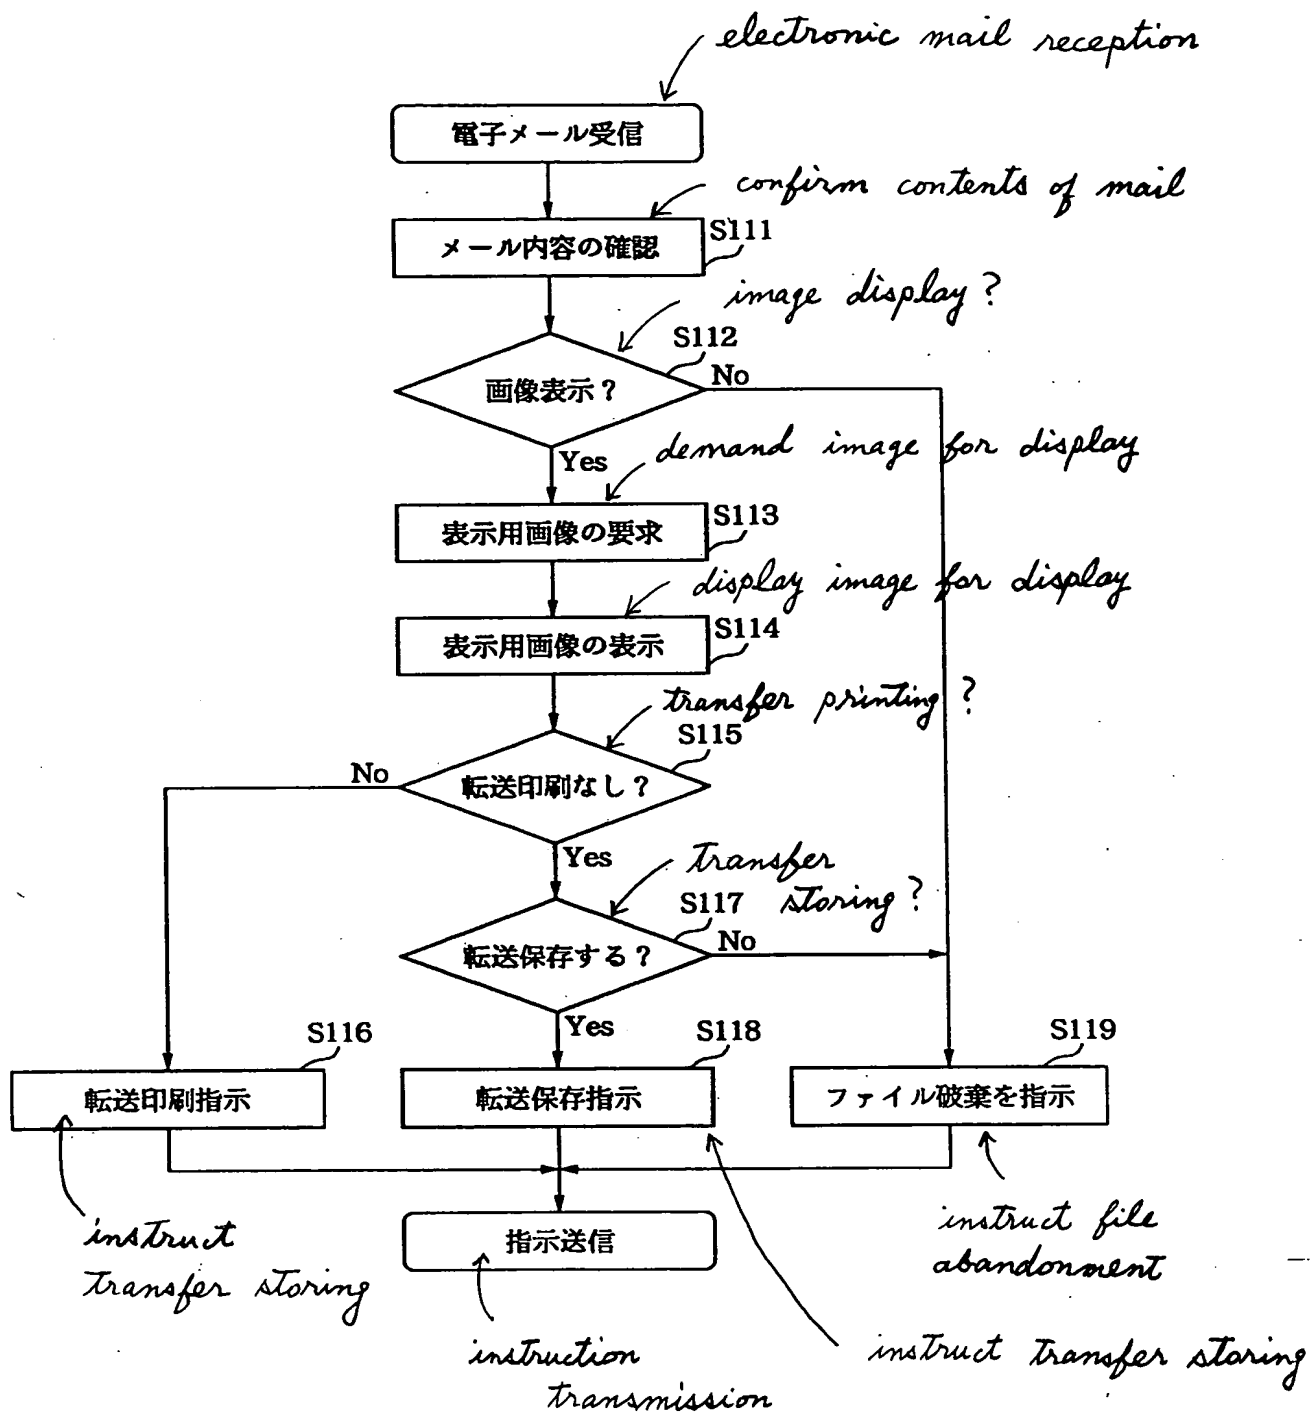 electronic mail reception
電子メール受信
confirm contents of mail
S111
メール内容の確認
image display?
S112
画像表示?
No
demand image for display
Yes
S113
表示用画像の要求
display image for display
S114
表示用画像の表示
transfer printing?
S115
No
転送印刷なし?
Yes
transfer
storing?
S117
No
転送保存する?
Yes
S116
S118
S119
転送印刷指示
転送保存指示
ファイル破棄を指示
指示送信
instruct
transfer storing
instruct file
abandonment
instruction
transmission
instruct transfer storing